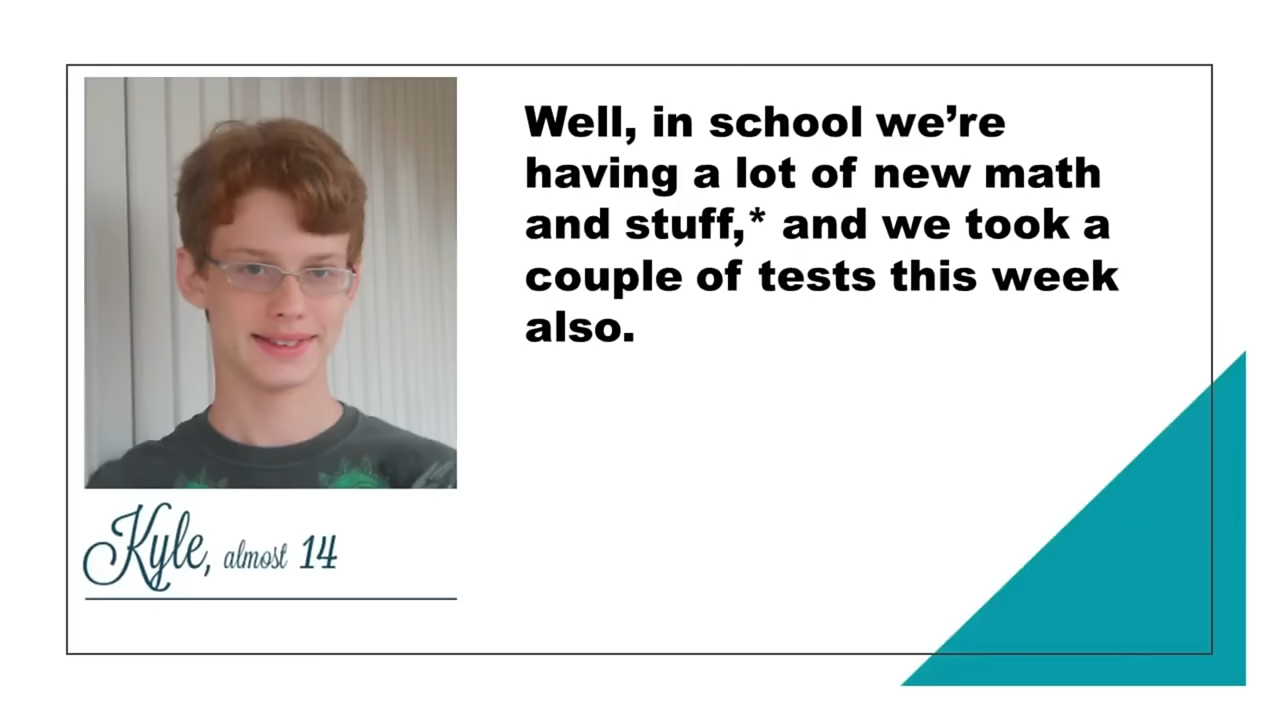 Well, in school we’re
having a lot of new math
and stuff,* and we took a
couple of tests this week
also.
Kyle, almost 14